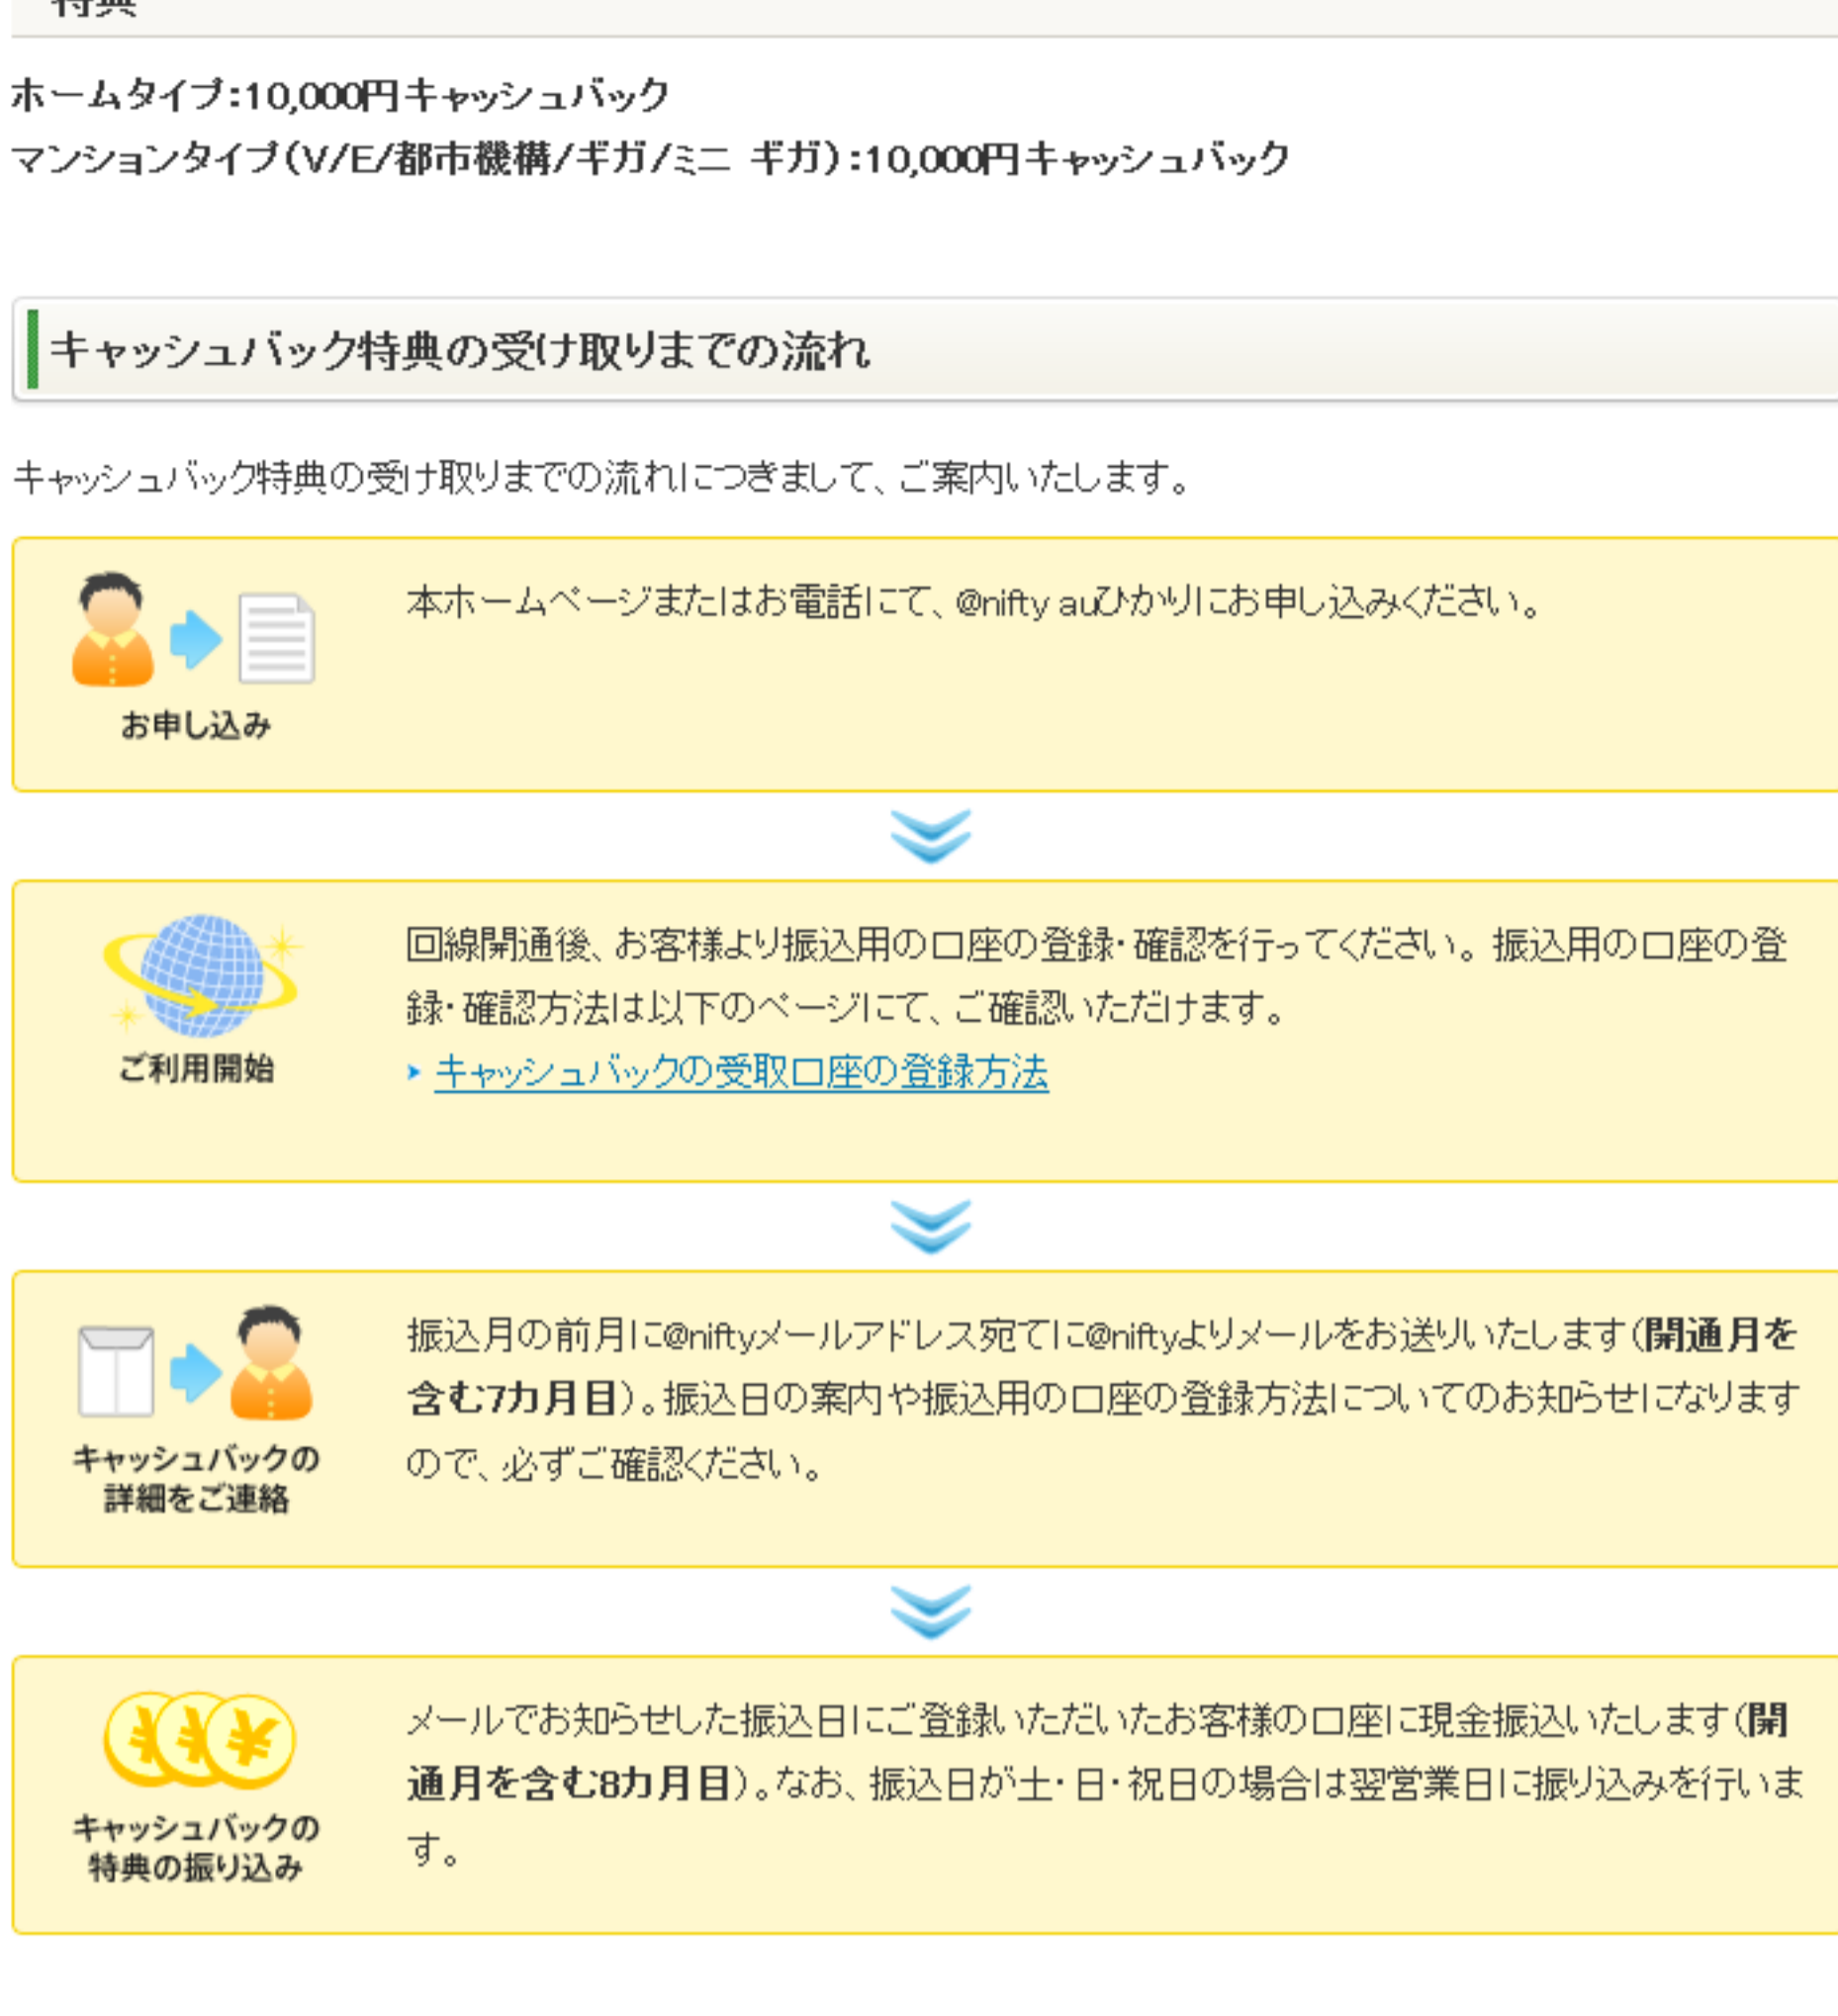 特典
ホームタイプ:10,000円キャッシュバック
マンションタイプ(V/E/都市機構/ギガ/ミニ ギガ):10,000円キャッシュバック
キャッシュバック特典の受け取りまでの流れ
キャッシュバック特典の受け取りまでの流れにつきまして、ご案内いたします。
本ホームページまたはお電話にて、@nifty auひかりにお申し込みください。
お申し込み
回線開通後、お客様より振込用の口座の登録・確認を行ってください。振込用の口座の登
録・確認方法は以下のページにて、ご確認いただけます。
キャッシュバックの受取口座の登録方法
ご利用開始
振込月の前月に@niftyメールアドレス宛てに@niftyよりメールをお送りいたします(開通月を
含む7カ月目)。振込日の案内や振込用の口座の登録方法についてのお知らせになります
ので、必ずご確認ください。
キャッシュバックの
詳細をご連絡
メールでお知らせした振込日にご登録いただいたお客様の口座に現金振込いたします(開
通月を含む8カ月目)。なお、振込日が土・日・祝日の場合は翌営業日に振り込みを行いま
す。
キャッシュバックの
特典の振り込み